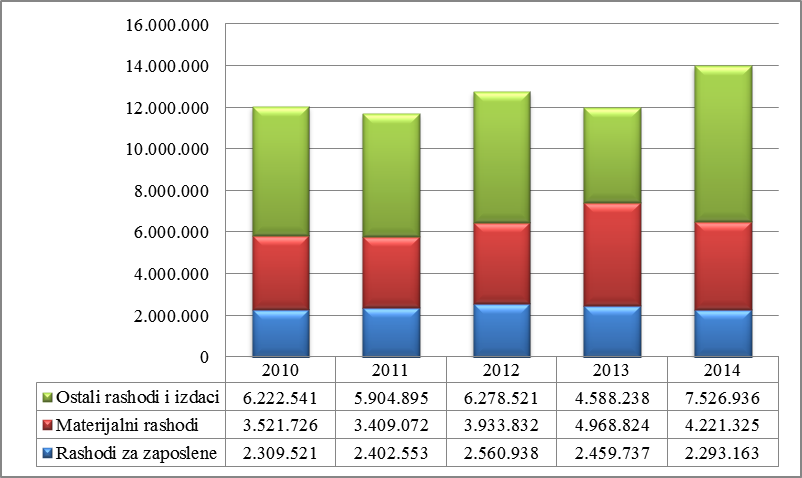 16.000.000
14.000.000
12.000.000
10.000.000
8.000.000
6.000.000
4.000.000
2.000.000
0
2010 2011 2012 2013 2014
Ostali rashodi i izdaci 6.222.541 5.904.895 6.278.521 4.588.238 7.526.936
Materijalni rashodi 3.521.726 3.409.072 3.933.832 4.968.824 4.221.325
Rashodi za zaposlene 2.309.521 2.402.553 2.560.938 2.459.737 2.293.163